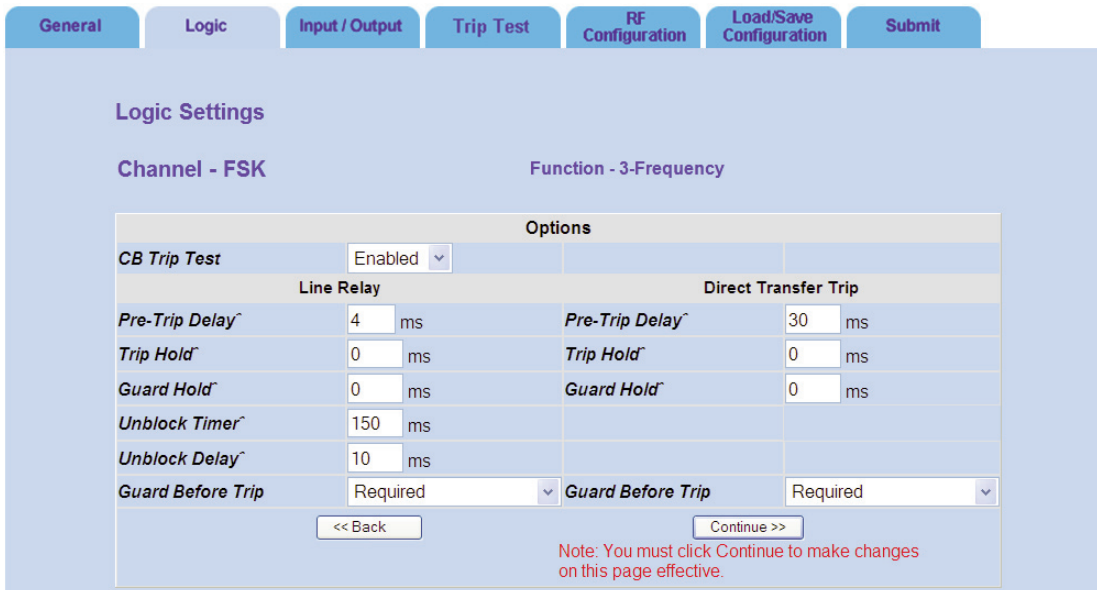 General Logic Input / Output Trip Test RF Configuration Load/Save Configuration Submit
Logic Settings
Channel - FSK Function - 3-Frequency
Options
CB Trip Test Enabled
Line Relay Direct Transfer Trip
Pre-Trip Delay^ 4 ms Pre-Trip Delay^ 30 ms
Trip Hold^ 0 ms Trip Hold^ 0 ms
Guard Hold^ 0 ms Guard Hold^ 0 ms
Unblock Timer^ 150 ms
Unblock Delay^ 10 ms
Guard Before Trip Required Guard Before Trip Required
<< Back Continue >>
Note: You must click Continue to make changes
on this page effective.